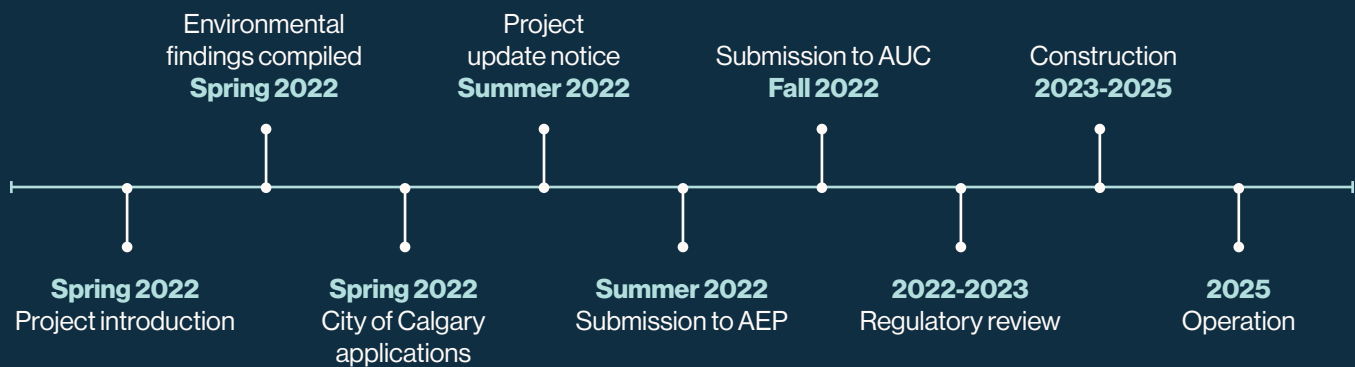 Environmental
findings compiled
Spring 2022
Project
update notice
Summer 2022
Submission to AUC
Fall 2022
Construction
2023-2025
Spring 2022
Project introduction
Spring 2022
City of Calgary
applications
Summer 2022
Submission to AEP
2022-2023
Regulatory review
2025
Operation